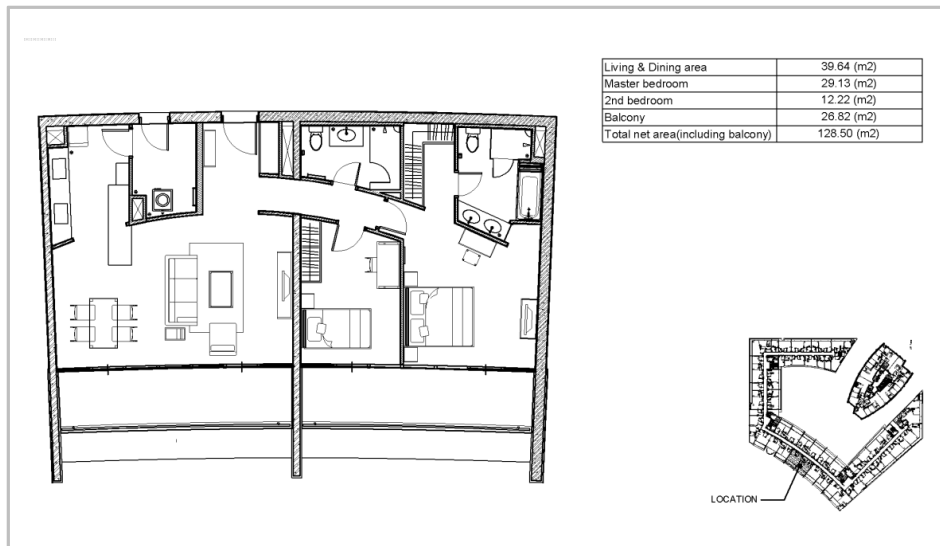 Living & Dining area 39.64 (m2)
Master bedroom 29.13 (m2)
2nd bedroom 12.22 (m2)
Balcony 26.82 (m2)
Total net area(including balcony) 128.50 (m2)
LOCATION